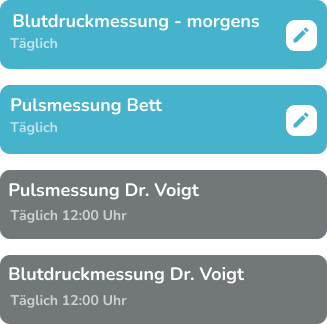 Blutdruckmessung - morgens
Täglich
Pulsmessung Bett
Täglich
Pulsmessung Dr. Voigt
Täglich 12:00 Uhr
Blutdruckmessung Dr. Voigt
Täglich 12:00 Uhr